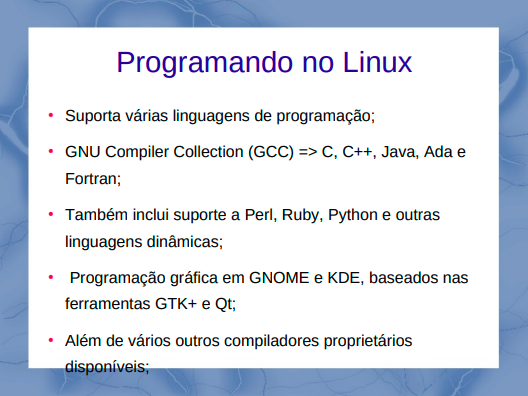 Programando no Linux
• Suporta várias linguagens de programação;
• GNU Compiler Collection (GCC) => C, C++, Java, Ada e
Fortran;
• Também inclui suporte a Perl, Ruby, Python e outras
linguagens dinâmicas;
• Programação gráfica em GNOME e KDE, baseados nas
ferramentas GTK+ e Qt;
• Além de vários outros compiladores proprietários
disponíveis;